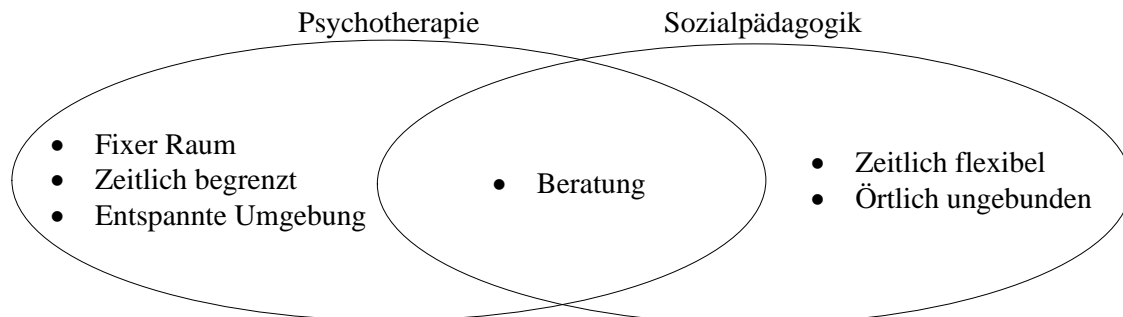 Psychotherapie
Sozialpädagogik
• Fixer Raum
• Zeitlich begrenzt
• Entspannte Umgebung
• Beratung
• Zeitlich flexibel
• Örtlich ungebunden